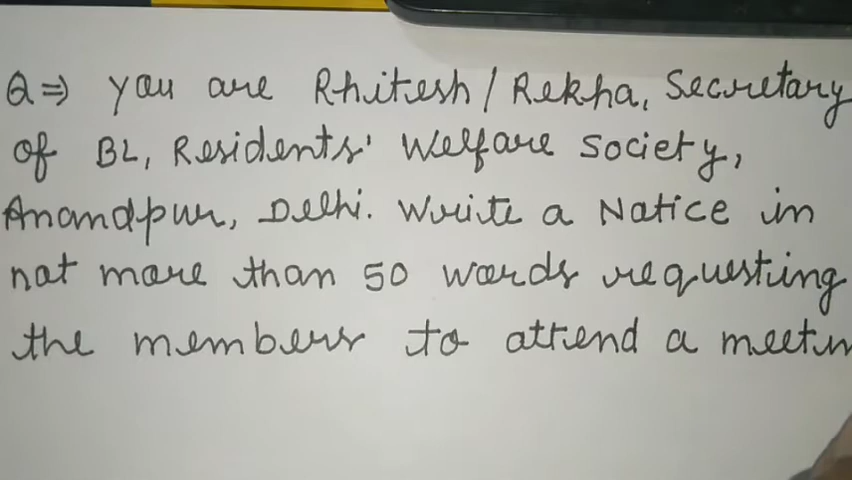 Q⇒ You are Rhitesh/Rekha, Secretary
of BL, Residents' Welfare Society,
Anandpur, Delhi. Write a Notice in
not more than 50 words requesting
the members to attend a meetin